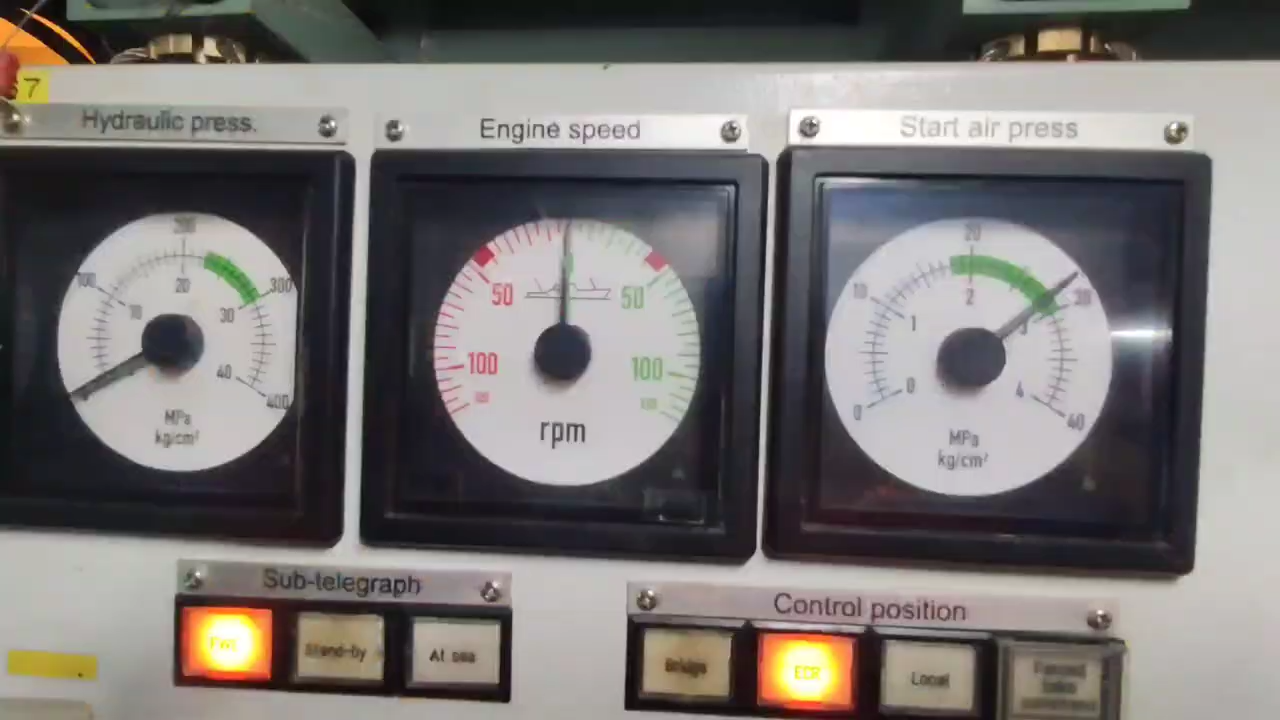 7
Hydraulic press.
Engine speed
Start air press
200
100
300
20
10
30
40
400
MPa
kg/cm²
50
50
100
100
rpm
20
10
30
2
1
3
0
4
0
40
MPa
kg/cm²
Sub-telegraph
Stand-by
At sea
Control position
Bridge
ECR
Local